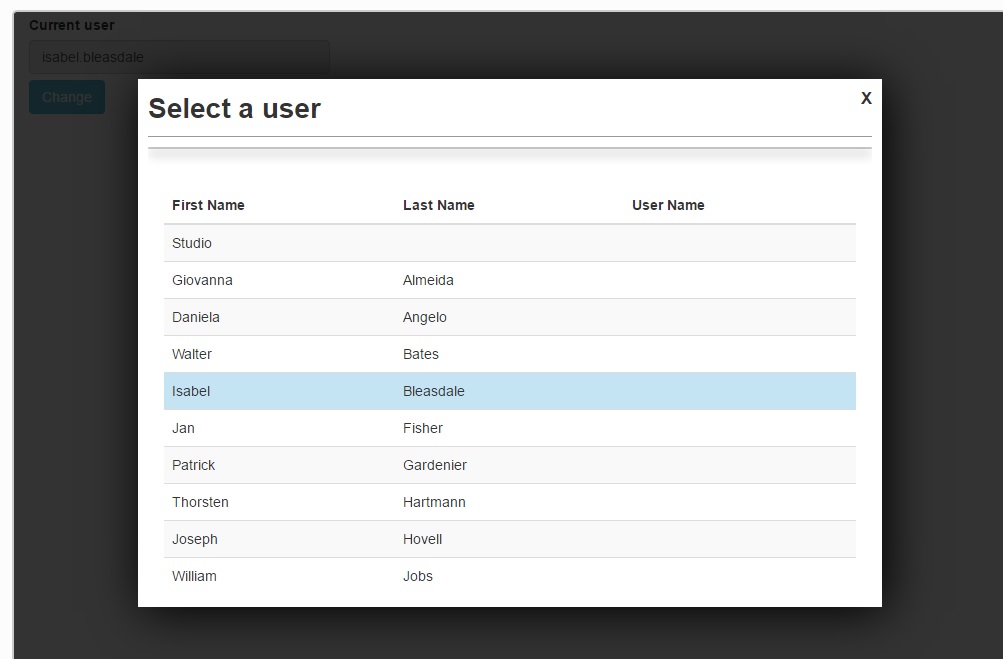 Current user
isabel.bleasdale
Change
Select a user X
First Name Last Name User Name
Studio
Giovanna Almeida
Daniela Angelo
Walter Bates
Isabel Bleasdale
Jan Fisher
Patrick Gardenier
Thorsten Hartmann
Joseph Hovell
William Jobs